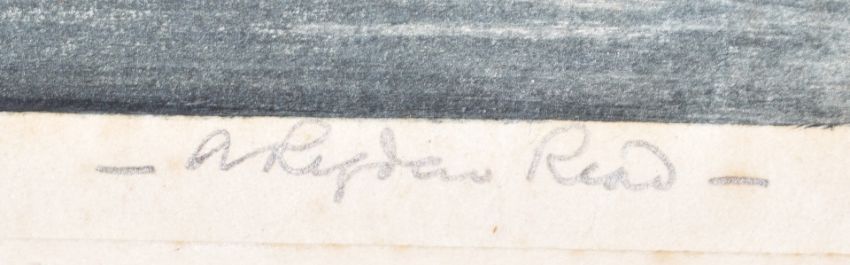 - A Rigden Read -